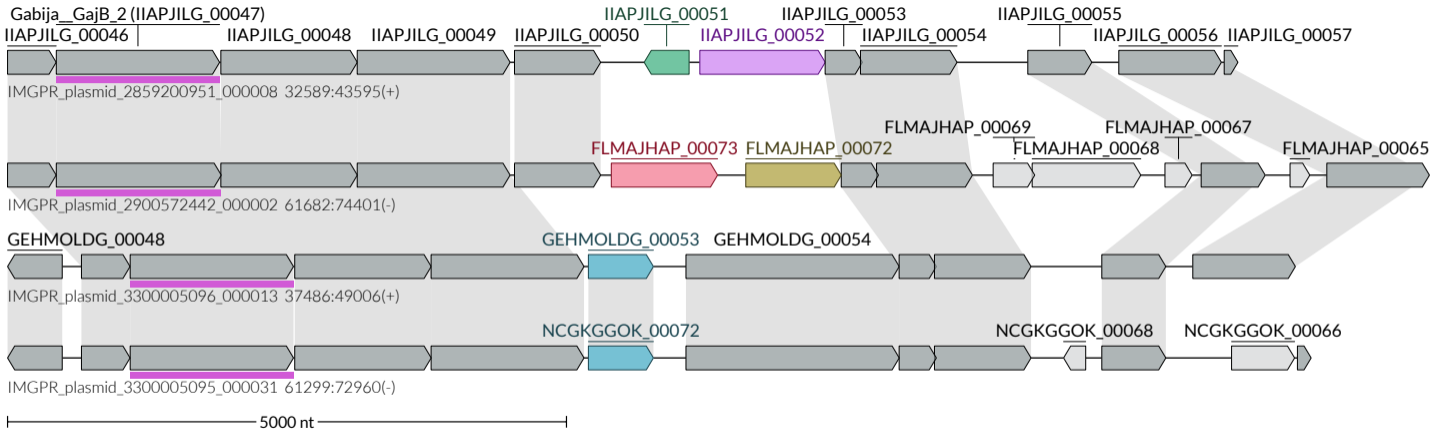 Gabija__GajB_2 (IIAPJILG_00047) IIAPJILG_00051 IIAPJILG_00053 IIAPJILG_00055
IIAPJILG_00046 IIAPJILG_00048 IIAPJILG_00049 IIAPJILG_00050 IIAPJILG_00052 IIAPJILG_00054 IIAPJILG_00056 IIAPJILG_00057
IMGPR_plasmid_2859200951_000008 32589:43595(+)
FLMAJHAP_00069 FLMAJHAP_00067
FLMAJHAP_00073 FLMAJHAP_00072 FLMAJHAP_00068 FLMAJHAP_00065
IMGPR_plasmid_2900572442_000002 61682:74401(-)
GEHMOLDG_00048 GEHMOLDG_00053 GEHMOLDG_00054
IMGPR_plasmid_3300005096_000013 37486:49006(+)
NCGKGGOK_00072 NCGKGGOK_00068 NCGKGGOK_00066
IMGPR_plasmid_3300005095_000031 61299:72960(-)
5000 nt